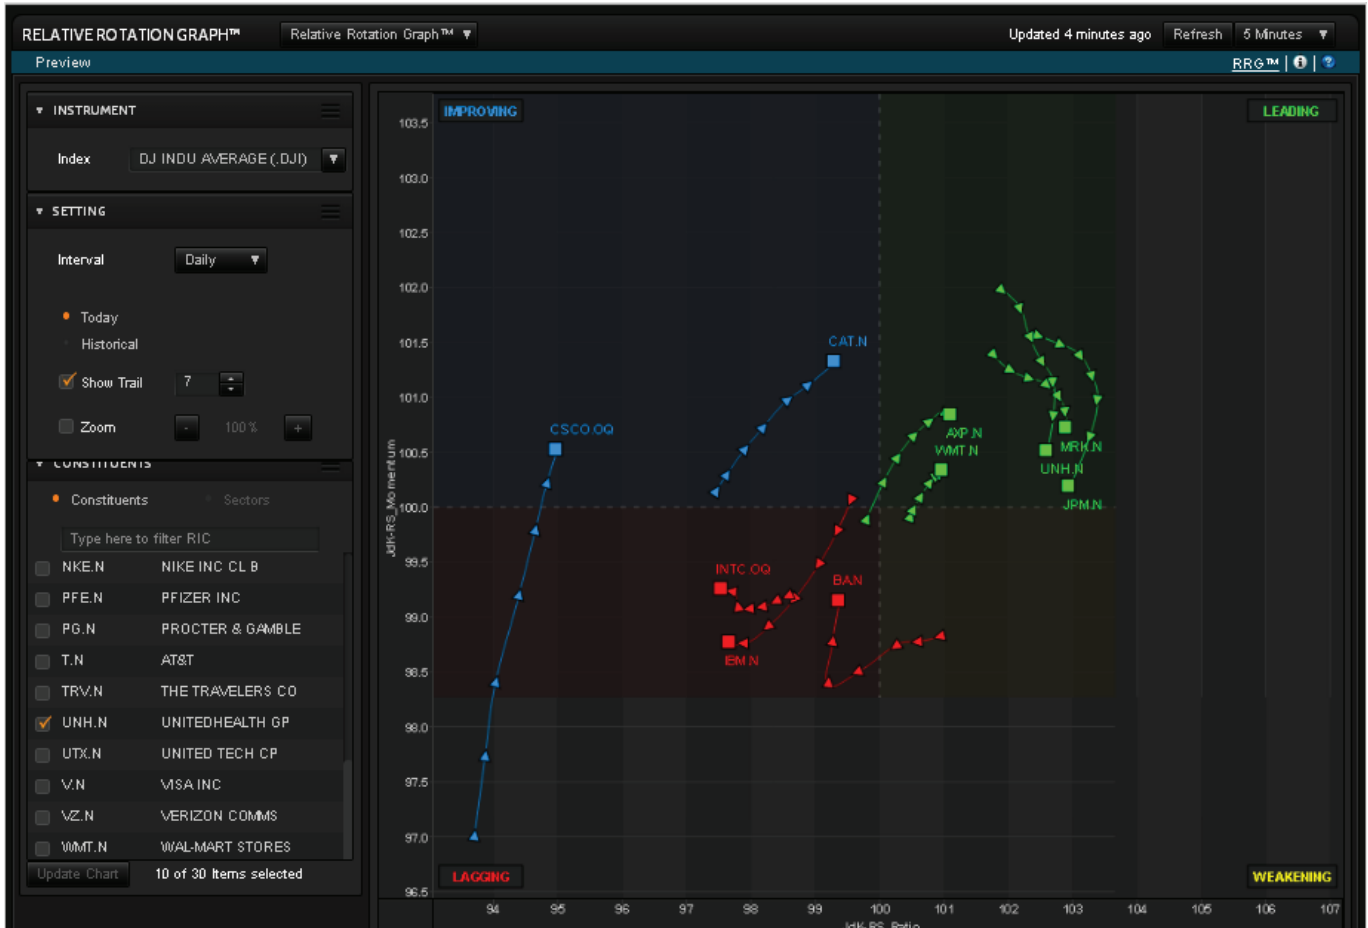 RELATIVE ROTATION GRAPH™ Relative Rotation Graph™ Updated 4 minutes ago Refresh 5 Minutes
Preview RRG™
INSTRUMENT
Index DJ INDU AVERAGE (.DJI)
SETTING
Interval Daily
Today
Historical
Show Trail 7
Zoom - 100% +
CONSTITUENTS
Constituents Sectors
Type here to filter RIC
NKE.N NIKE INC CL B
PFE.N PFIZER INC
PG.N PROCTER & GAMBLE
T.N AT&T
TRV.N THE TRAVELERS CO
UNH.N UNITEDHEALTH GP
UTX.N UNITED TECH CP
V.N VISA INC
VZ.N VERIZON COMMS
WMT.N WAL-MART STORES
Update Chart 10 of 30 Items selected
IMPROVING LEADING
103.5
103.0
102.5
102.0
101.5
101.0
100.5
100.0
99.5
99.0
98.5
98.0
97.5
97.0
96.5
JdK-RS_Momentum
CAT.N
CSCO.OQ
AXP.N
WMT.N
MRK.N
UNH.N
JPM.N
INTC.OQ
BA.N
IBM.N
LAGGING WEAKENING
94 95 96 97 98 99 100 101 102 103 104 105 106 107
JdK-RS_Ratio